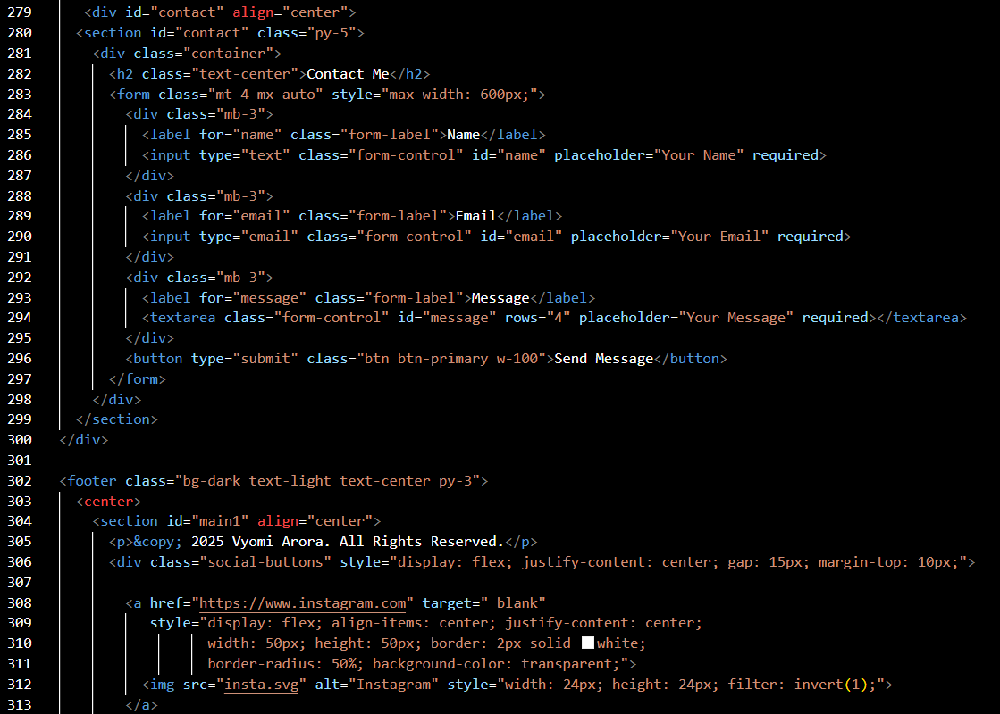 279 <div id="contact" align="center">
280 <section id="contact" class="py-5">
281 <div class="container">
282 <h2 class="text-center">Contact Me</h2>
283 <form class="mt-4 mx-auto" style="max-width: 600px;">
284 <div class="mb-3">
285 <label for="name" class="form-label">Name</label>
286 <input type="text" class="form-control" id="name" placeholder="Your Name" required>
287 </div>
288 <div class="mb-3">
289 <label for="email" class="form-label">Email</label>
290 <input type="email" class="form-control" id="email" placeholder="Your Email" required>
291 </div>
292 <div class="mb-3">
293 <label for="message" class="form-label">Message</label>
294 <textarea class="form-control" id="message" rows="4" placeholder="Your Message" required></textarea>
295 </div>
296 <button type="submit" class="btn btn-primary w-100">Send Message</button>
297 </form>
298 </div>
299 </section>
300 </div>
301
302 <footer class="bg-dark text-light text-center py-3">
303 <center>
304 <section id="main1" align="center">
305 <p>&copy; 2025 Vyomi Arora. All Rights Reserved.</p>
306 <div class="social-buttons" style="display: flex; justify-content: center; gap: 15px; margin-top: 10px;">
307
308 <a href="https://www.instagram.com" target="_blank"
309 style="display: flex; align-items: center; justify-content: center;
310 width: 50px; height: 50px; border: 2px solid white;
311 border-radius: 50%; background-color: transparent;">
312 <img src="insta.svg" alt="Instagram" style="width: 24px; height: 24px; filter: invert(1);">
313 </a>